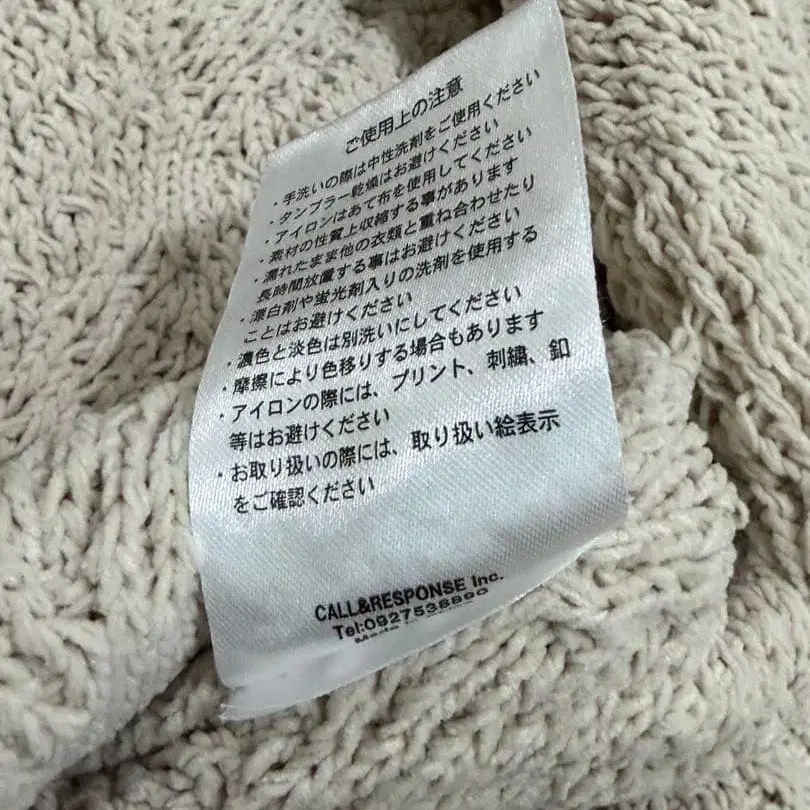 ご使用上の注意
・手洗いの際は中性洗剤をご使用ください
・タンブラー乾燥はお避けください
・アイロンはあて布を使用してください
・素材の性質上収縮する事があります
・濡れたまま他の衣類と重ね合わせたり
長時間放置する事はお避けください
・漂白剤や蛍光剤入りの洗剤を使用する
ことはお避けください
・濃色と淡色は別洗いにしてください
・摩擦により色移りする場合もあります
・アイロンの際には、プリント、刺繍、釦
等はお避けください
・お取り扱いの際には、取り扱い絵表示
をご確認ください
CALL&RESPONSE Inc.
Tel:0927538890
Made